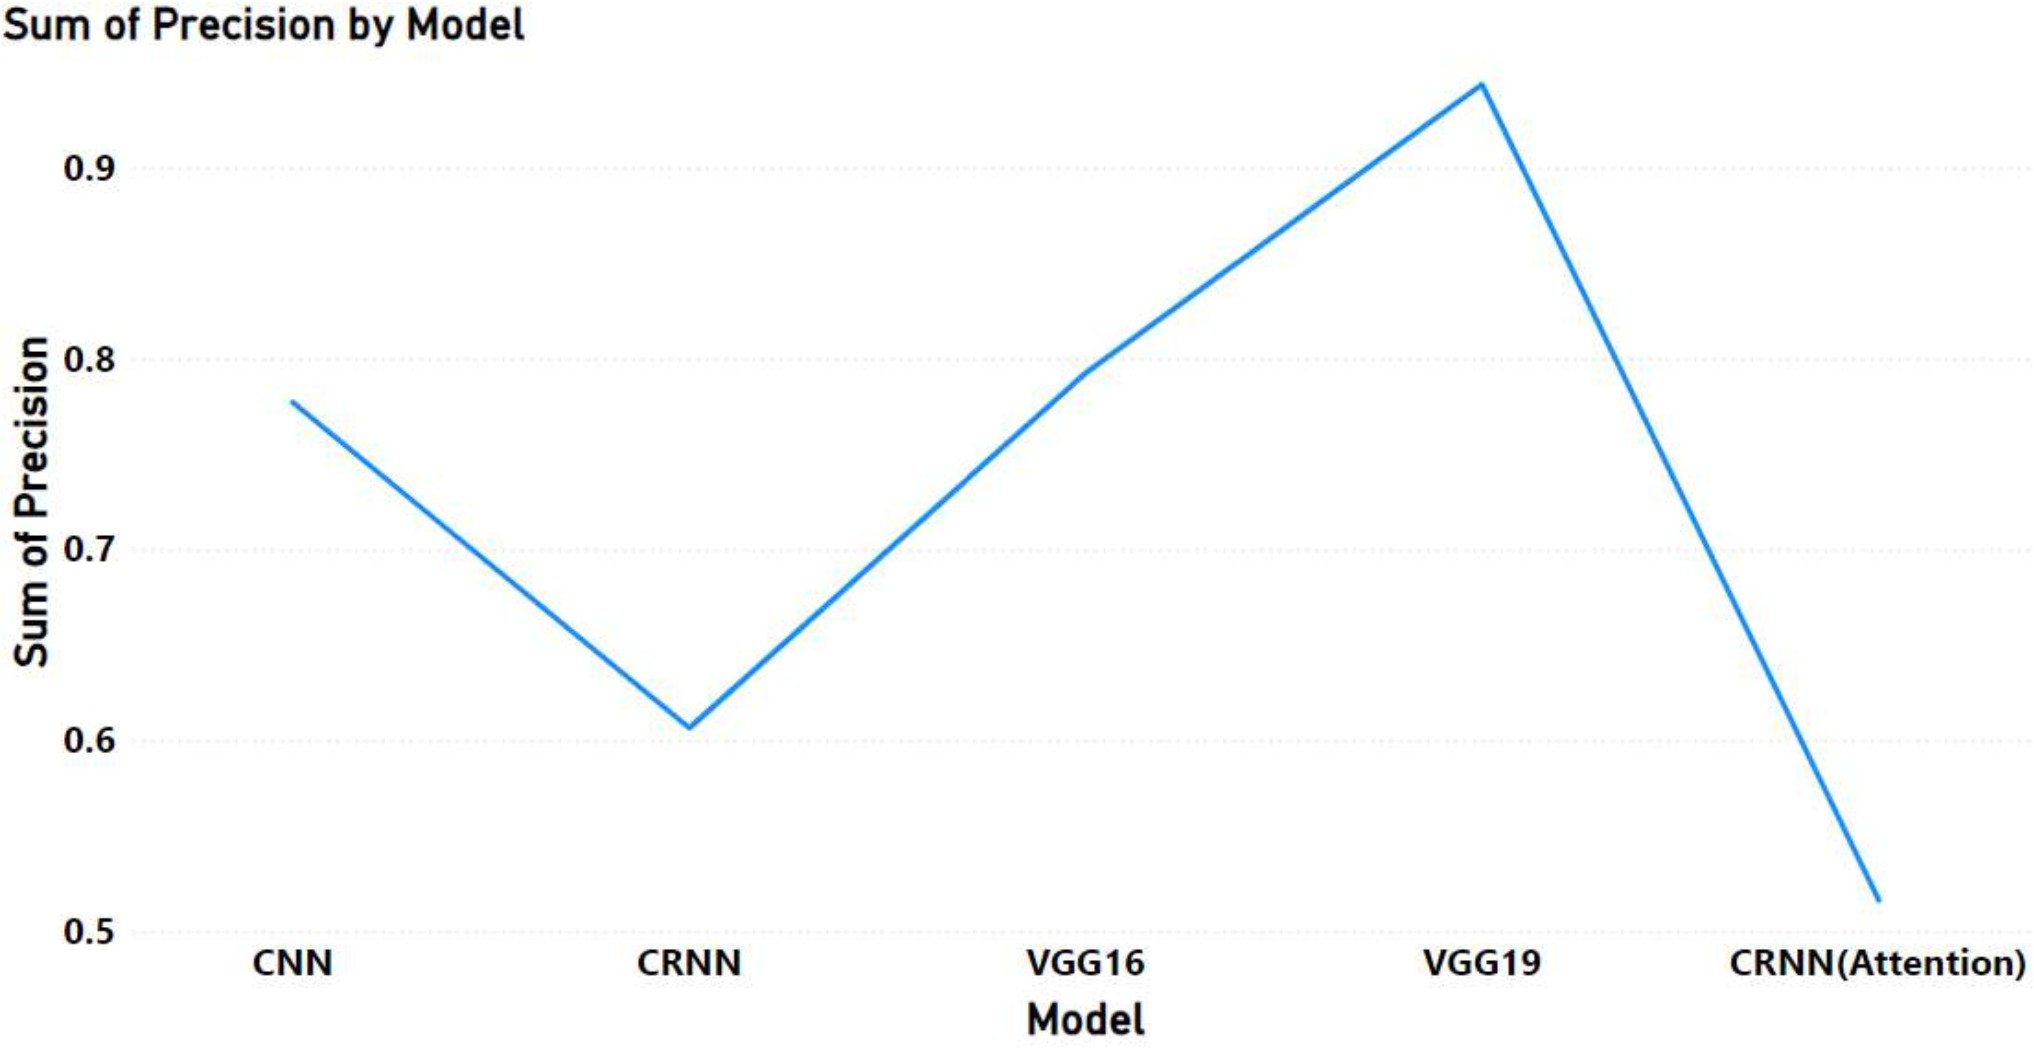 Sum of Precision by Model
Sum of Precision
0.9
0.8
0.7
0.6
0.5
CNN CRNN VGG16 VGG19 CRNN(Attention)
Model